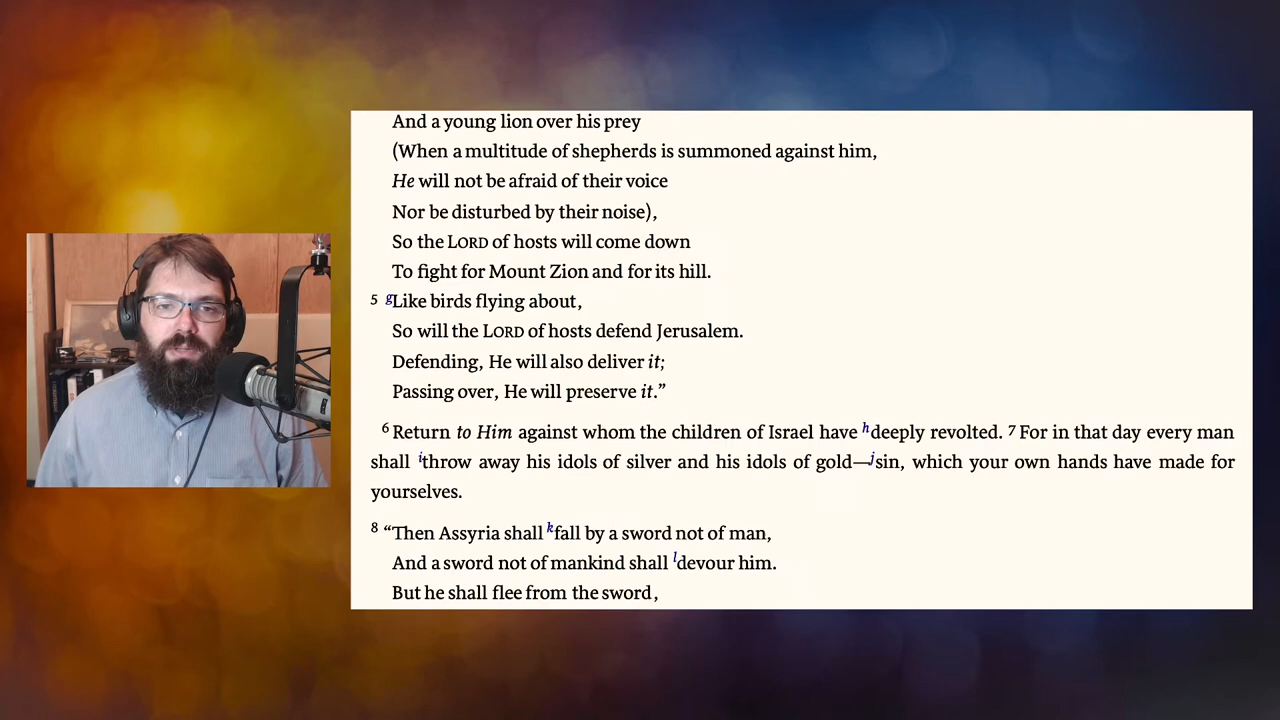 And a young lion over his prey
(When a multitude of shepherds is summoned against him,
He will not be afraid of their voice
Nor be disturbed by their noise),
So the LORD of hosts will come down
To fight for Mount Zion and for its hill.
5 gLike birds flying about,
So will the LORD of hosts defend Jerusalem.
Defending, He will also deliver it;
Passing over, He will preserve it.”
6 Return to Him against whom the children of Israel have hdeeply revolted. 7 For in that day every man
shall ithrow away his idols of silver and his idols of gold—jsin, which your own hands have made for
yourselves.
8 “Then Assyria shall kfall by a sword not of man,
And a sword not of mankind shall ldevour him.
But he shall flee from the sword,